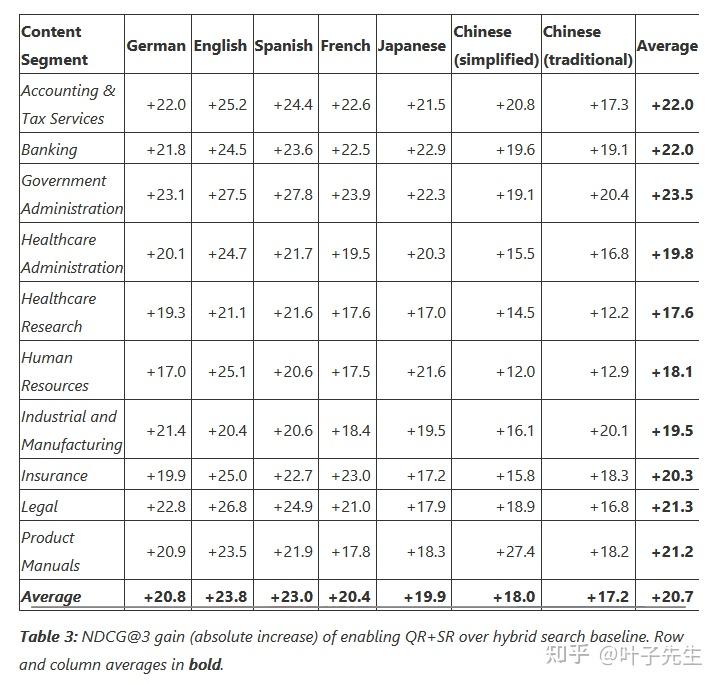 Content Segment German English Spanish French Japanese Chinese (simplified) Chinese (traditional) Average
Accounting & Tax Services +22.0 +25.2 +24.4 +22.6 +21.5 +20.8 +17.3 +22.0
Banking +21.8 +24.5 +23.6 +22.5 +22.9 +19.6 +19.1 +22.0
Government Administration +23.1 +27.5 +27.8 +23.9 +22.3 +19.1 +20.4 +23.5
Healthcare Administration +20.1 +24.7 +21.7 +19.5 +20.3 +15.5 +16.8 +19.8
Healthcare Research +19.3 +21.1 +21.6 +17.6 +17.0 +14.5 +12.2 +17.6
Human Resources +17.0 +25.1 +20.6 +17.5 +21.6 +12.0 +12.9 +18.1
Industrial and Manufacturing +21.4 +20.4 +20.6 +18.4 +19.5 +16.1 +20.1 +19.5
Insurance +19.9 +25.0 +22.7 +23.0 +17.2 +15.8 +18.3 +20.3
Legal +22.8 +26.8 +24.9 +21.0 +17.9 +18.9 +16.8 +21.3
Product Manuals +20.9 +23.5 +21.9 +17.8 +18.3 +27.4 +18.2 +21.2
Average +20.8 +23.8 +23.0 +20.4 +19.9 +18.0 +17.2 +20.7
Table 3: NDCG@3 gain (absolute increase) of enabling QR+SR over hybrid search baseline. Row
and column averages in bold.
知乎 @叶子先生